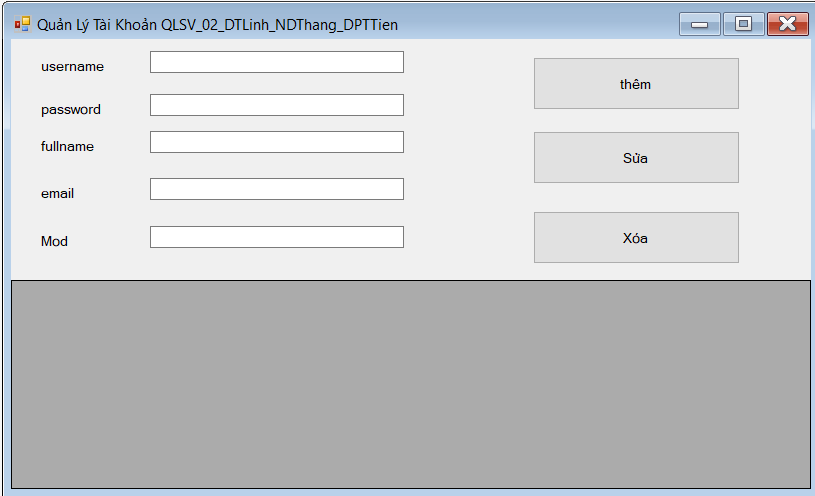 Quản Lý Tài Khoản QLSV_02_DTLinh_NDThang_DPTTien
username
thêm
password
fullname
Sửa
email
Mod
Xóa